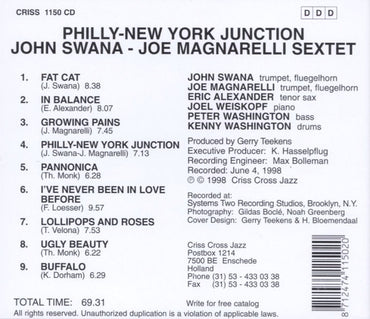 CRISS 1150 CD
DDD
PHILLY-NEW YORK JUNCTION
JOHN SWANA - JOE MAGNARELLI SEXTET
1. FAT CAT
(J. Swana) 8.38
2. IN BALANCE
(E. Alexander) 8.07
3. GROWING PAINS
(J. Magnarelli) 7.45
4. PHILLY-NEW YORK JUNCTION
(J. Swana-J. Magnarelli) 7.13
5. PANNONICA
(Th. Monk) 6.28
6. I'VE NEVER BEEN IN LOVE
BEFORE
(F. Loesser) 9.57
7. LOLLIPOPS AND ROSES
(T. Velona) 7.53
8. UGLY BEAUTY
(Th. Monk) 6.22
9. BUFFALO
(K. Dorham) 6.29
TOTAL TIME: 69.31
JOHN SWANA trumpet, fluegelhorn
JOE MAGNARELLI trumpet, fluegelhorn
ERIC ALEXANDER tenor sax
JOEL WEISKOPF piano
PETER WASHINGTON bass
KENNY WASHINGTON drums
Produced by Gerry Teekens
Executive Producer: K. Hasselpflug
Recording Engineer: Max Bolleman
Recorded: June 4, 1998
℗ © 1998 Criss Cross Jazz
Recorded at:
Systems Two Recording Studios, Brooklyn, N.Y.
Photography: Gildas Boclé, Noah Greenberg
Cover Design: Gerry Teekens & H. Bloemendaal
Criss Cross Jazz
Postbox 1214
7500 BE Enschede
Holland
Phone (31) 53 - 433 03 38
Fax (31) 53 - 433 03 38
Write for free catalog
All rights reserved. Unauthorized duplication is a violation of applicable laws.
8 712474 115020